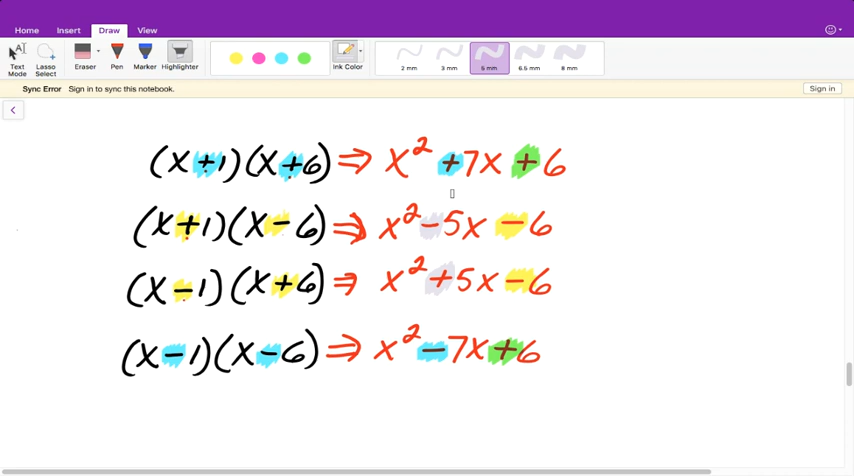 Home Insert Draw View
Text Mode Lasso Select Eraser Pen Marker Highlighter Ink Color 2 mm 3 mm 5 mm 6.5 mm 8 mm
Sync Error Sign in to sync this notebook. Sign in
(x+1)(x+6) ⇒ x² +7x +6
(x+1)(x-6) ⇒ x² -5x -6
(x-1)(x+6) ⇒ x² +5x -6
(x-1)(x-6) ⇒ x² -7x +6